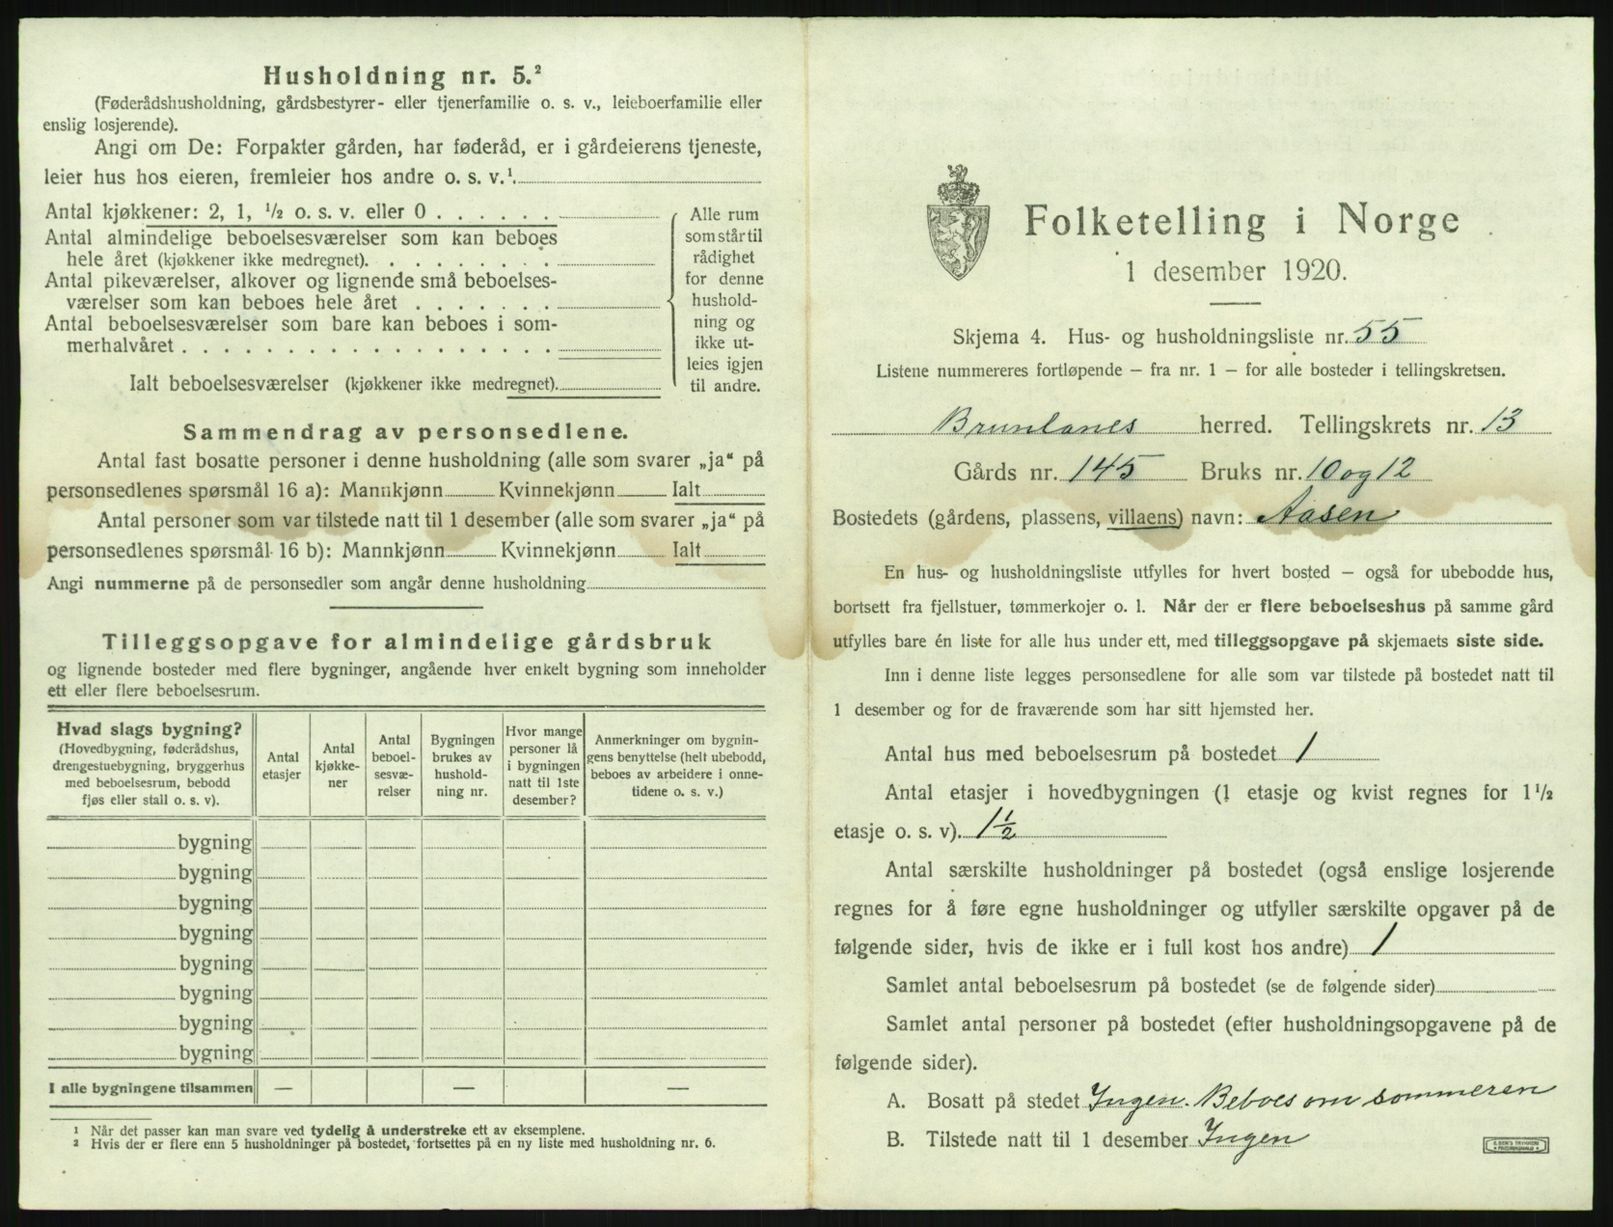 Husholdning nr. 5.²
(Føderådshusholdning, gårdsbestyrer- eller tjenerfamilie o. s. v., leieboerfamilie eller
enslig losjerende).
Angi om De: Forpakter gården, har føderåd, er i gårdeierens tjeneste,
leier hus hos eieren, fremleier hos andre o. s. v.¹.
Antal kjøkkener: 2, 1, ¹/₂ o. s. v. eller 0 . . . . . .
Antal almindelige beboelsesværelser som kan beboes
hele året (kjøkkener ikke medregnet). . . . . . . . .
Antal pikeværelser, alkover og lignende små beboelses-
værelser som kan beboes hele året . . . . . . .
Antal beboelsesværelser som bare kan beboes i som-
merhalvåret . . . . . . . . . . . . . . . . . .
Ialt beboelsesværelser (kjøkkener ikke medregnet).
Alle rum
som står til
rådighet
for denne
hushold-
ning og
ikke ut-
leies igjen
til andre.
Sammendrag av personsedlene.
Antal fast bosatte personer i denne husholdning (alle som svarer „ja“ på
personsedlenes spørsmål 16 a): Mannkjønn Kvinnekjønn Ialt
Antal personer som var tilstede natt til 1 desember (alle som svarer „ja“ på
personsedlenes spørsmål 16 b): Mannkjønn Kvinnekjønn Ialt
Angi nummerne på de personsedler som angår denne husholdning
Tilleggsopgave for almindelige gårdsbruk
og lignende bosteder med flere bygninger, angående hver enkelt bygning som inneholder
ett eller flere beboelsesrum.
Hvad slags bygning?
(Hovedbygning, føderådshus,
drengestuebygning, bryggerhus
med beboelsesrum, bebodd
fjøs eller stall o. s. v).
Antal
etasjer
Antal
kjøkke-
ner
Antal
beboel-
sesvæ-
relser
Bygningen
brukes av
hushold-
ning nr.
Hvor mange
personer lå
i bygningen
natt til 1ste
desember?
Anmerkninger om bygnin-
gens benyttelse (helt ubebodd,
beboes av arbeidere i onne-
tidene o. s. v.)
bygning
bygning
bygning
bygning
bygning
bygning
bygning
bygning
I alle bygningene tilsammen — — —
¹ Når det passer kan man svare ved tydelig å understreke ett av eksemplene.
² Hvis der er flere enn 5 husholdninger på bostedet, fortsettes på en ny liste med husholdning nr. 6.
Folketelling i Norge
1 desember 1920.
Skjema 4. Hus- og husholdningsliste nr. 55
Listene nummereres fortløpende — fra nr. 1 — for alle bosteder i tellingskretsen.
Brunlanes herred. Tellingskrets nr. 13
Gårds nr. 145 Bruks nr. 10 og 12
Bostedets (gårdens, plassens, villaens) navn: Aasen
En hus- og husholdningsliste utfylles for hvert bosted — også for ubebodde hus,
bortsett fra fjellstuer, tømmerkojer o. l. Når der er flere beboelseshus på samme gård
utfylles bare én liste for alle hus under ett, med tilleggsopgave på skjemaets siste side.
Inn i denne liste legges personsedlene for alle som var tilstede på bostedet natt til
1 desember og for de fraværende som har sitt hjemsted her.
Antal hus med beboelsesrum på bostedet 1
Antal etasjer i hovedbygningen (1 etasje og kvist regnes for 1¹/₂
etasje o. s. v). 1½
Antal særskilte husholdninger på bostedet (også enslige losjerende
regnes for å føre egne husholdninger og utfyller særskilte opgaver på de
følgende sider, hvis de ikke er i full kost hos andre) 1
Samlet antal beboelsesrum på bostedet (se de følgende sider)
Samlet antal personer på bostedet (efter husholdningsopgavene på de
følgende sider).
A. Bosatt på stedet Ingen. Beboes om sommeren
B. Tilstede natt til 1 desember Ingen